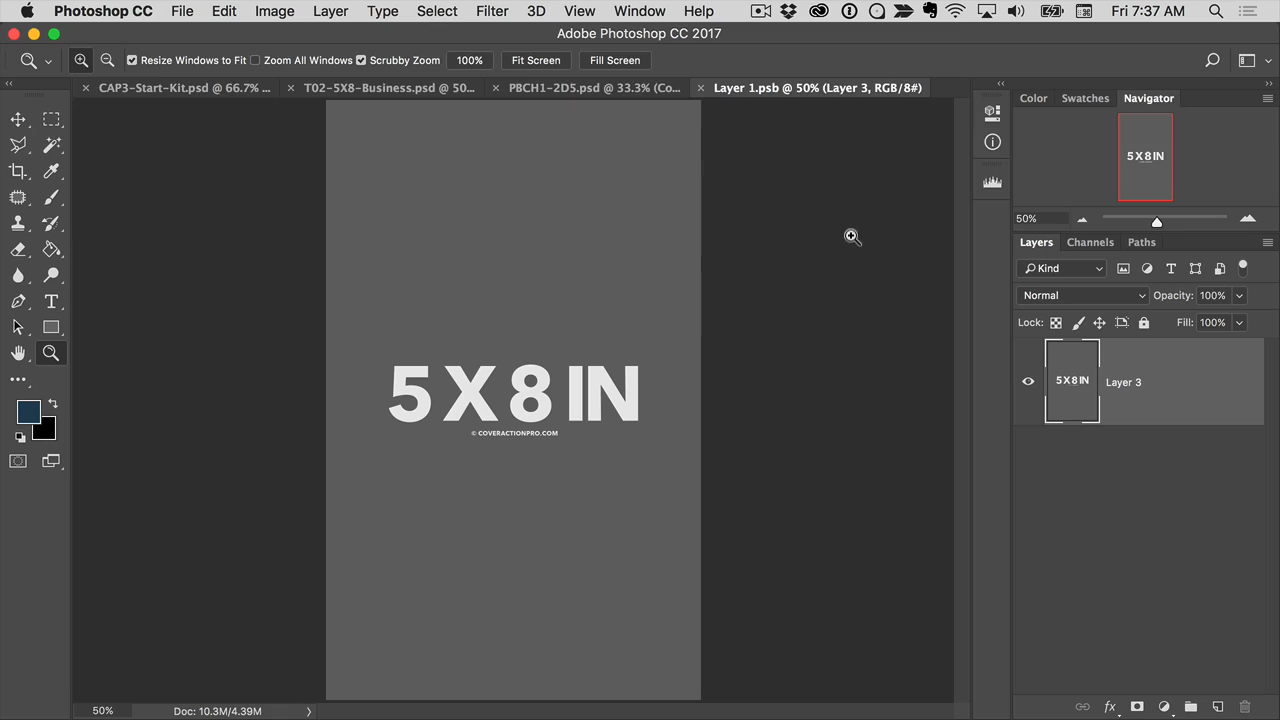 Photoshop CC File Edit Image Layer Type Select Filter 3D View Window Help Fri 7:37 AM
Adobe Photoshop CC 2017
Resize Windows to Fit Zoom All Windows Scrubby Zoom 100% Fit Screen Fill Screen
CAP3-Start-Kit.psd @ 66.7% ... T02-5X8-Business.psd @ 50... PBCH1-2D5.psd @ 33.3% (Co... Layer 1.psb @ 50% (Layer 3, RGB/8#)
Color Swatches Navigator
5 X 8 IN
50%
Layers Channels Paths
Kind
Normal Opacity: 100%
Lock: Fill: 100%
5 X 8 IN
Layer 3
5 X 8 IN
© COVERACTIONPRO.COM
50% Doc: 10.3M/4.39M